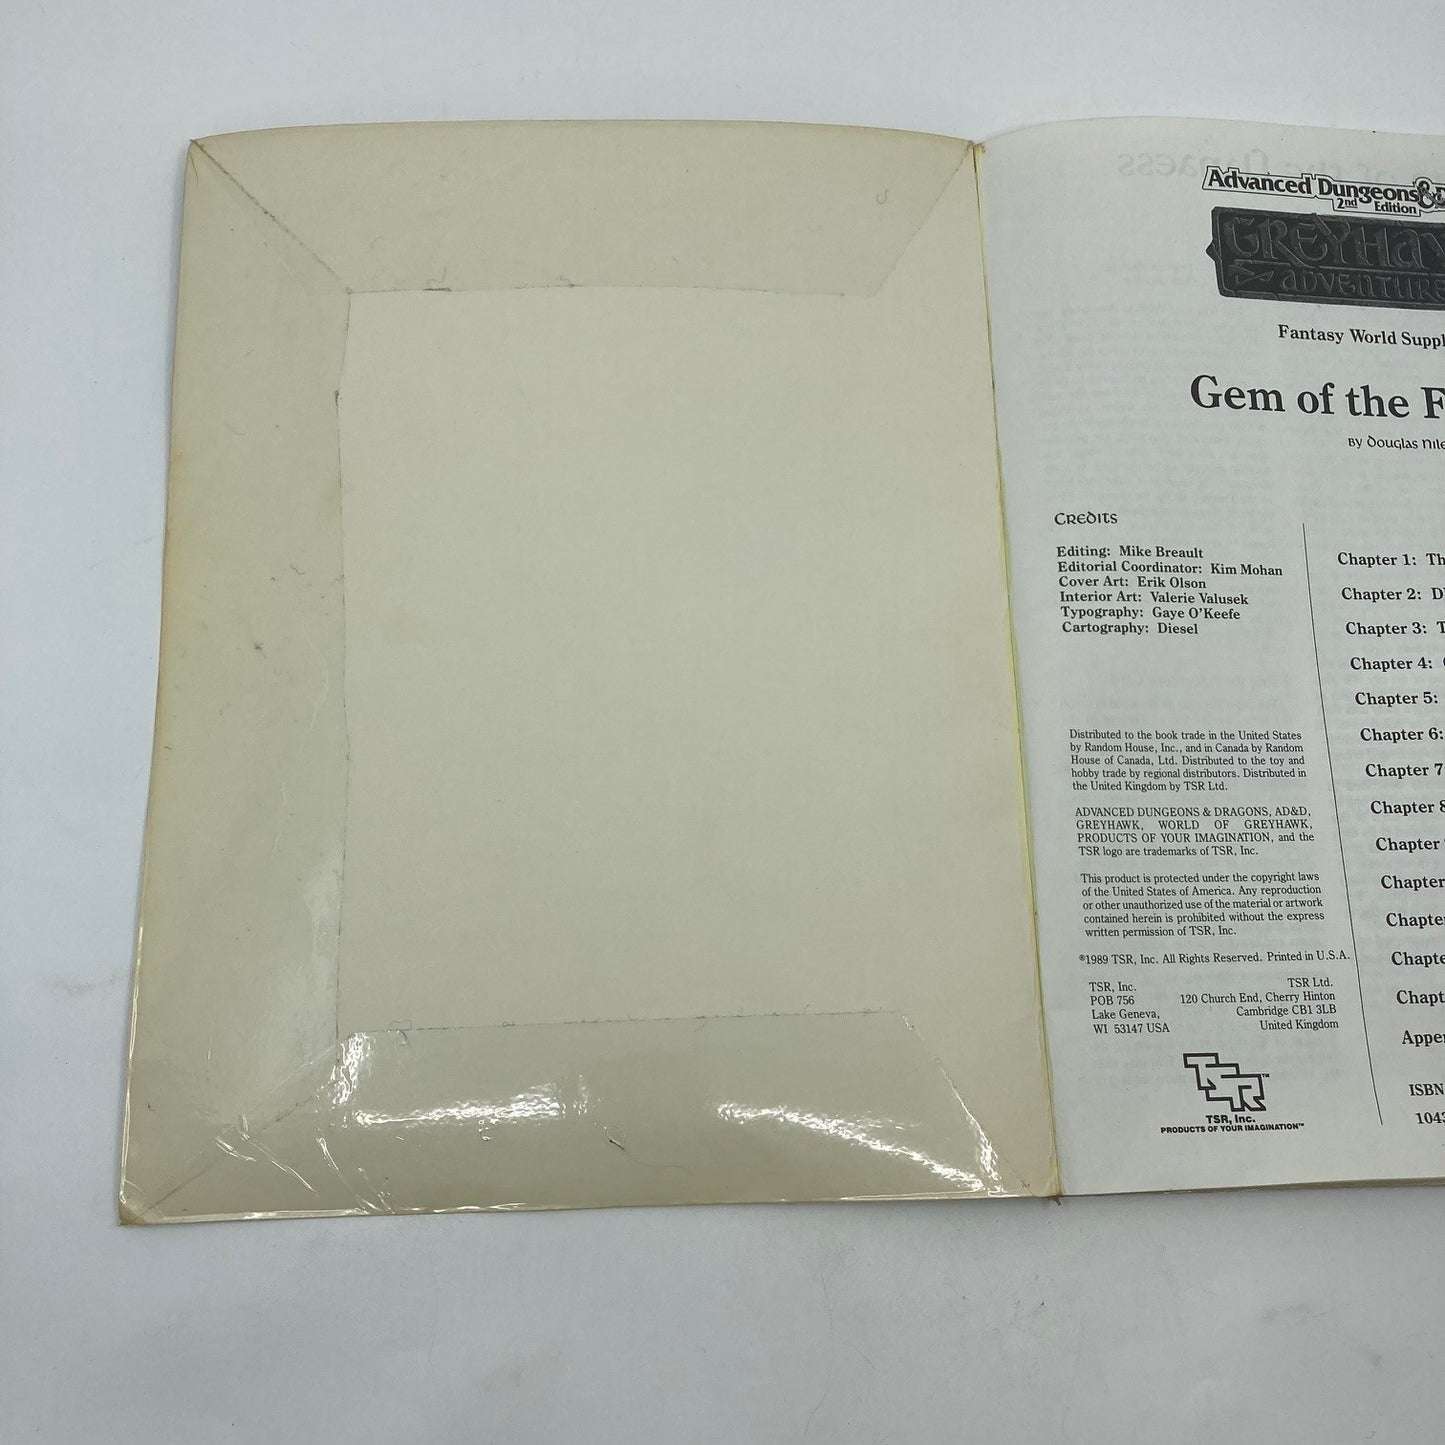 Advanced Dungeons &
2nd Edition
GREYHAW
ADVENTURE
Fantasy World Suppl
Gem of the F
By Douglas Nile
Credits
Editing: Mike Breault
Editorial Coordinator: Kim Mohan
Cover Art: Erik Olson
Interior Art: Valerie Valusek
Typography: Gaye O'Keefe
Cartography: Diesel
Distributed to the book trade in the United States
by Random House, Inc., and in Canada by Random
House of Canada, Ltd. Distributed to the toy and
hobby trade by regional distributors. Distributed in
the United Kingdom by TSR Ltd.
ADVANCED DUNGEONS & DRAGONS, AD&D,
GREYHAWK, WORLD OF GREYHAWK,
PRODUCTS OF YOUR IMAGINATION, and the
TSR logo are trademarks of TSR, Inc.
This product is protected under the copyright laws
of the United States of America. Any reproduction
or other unauthorized use of the material or artwork
contained herein is prohibited without the express
written permission of TSR, Inc.
©1989 TSR, Inc. All Rights Reserved. Printed in U.S.A.
TSR, Inc.
POB 756
Lake Geneva,
WI 53147 USA
TSR Ltd.
120 Church End, Cherry Hinton
Cambridge CB1 3LB
United Kingdom
TSR™
TSR, Inc.
PRODUCTS OF YOUR IMAGINATION™
Chapter 1: Th
Chapter 2: D
Chapter 3: T
Chapter 4:
Chapter 5:
Chapter 6:
Chapter 7
Chapter 8
Chapter
Chapter
Chapte
Chapte
Chapt
Appe
ISBN
104